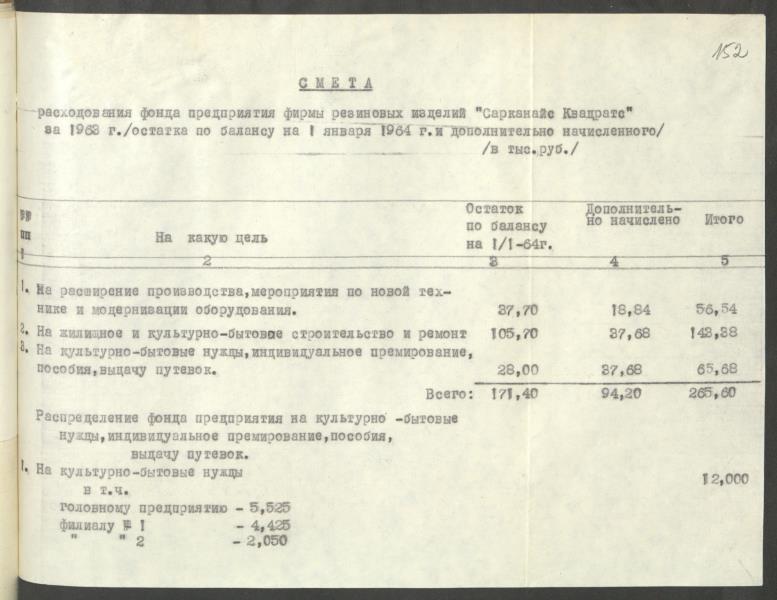 152
СМЕТА
расходования фонда предприятия фирмы резиновых изделий "Сарканайс Квадратс"
за 1963 г./остатка по балансу на 1 января 1964 г.и дополнительно начисленного/
/в тыс.руб./
№№ пп На какую цель Остаток по балансу на 1/1-64г. Дополнитель-но начислено Итого
1 2 3 4 5
1. На расширение производства,мероприятия по новой тех-
нике и модернизации оборудования. 37,70 18,84 56,54
2. На жилищное и культурно-бытовое строительство и ремонт 105,70 37,68 143,38
3. На культурно-бытовые нужды,индивидуальное премирование,
пособия,выдачу путевок. 28,00 37,68 65,68
Всего: 171,40 94,20 265,60
Распределение фонда предприятия на культурно -бытовые
нужды,индивидуальное премирование,пособия,
выдачу путевок.
1. На культурно-бытовые нужды 12,000
в т.ч.
головному предприятию - 5,525
филиалу № 1 - 4,425
" " 2 - 2,050